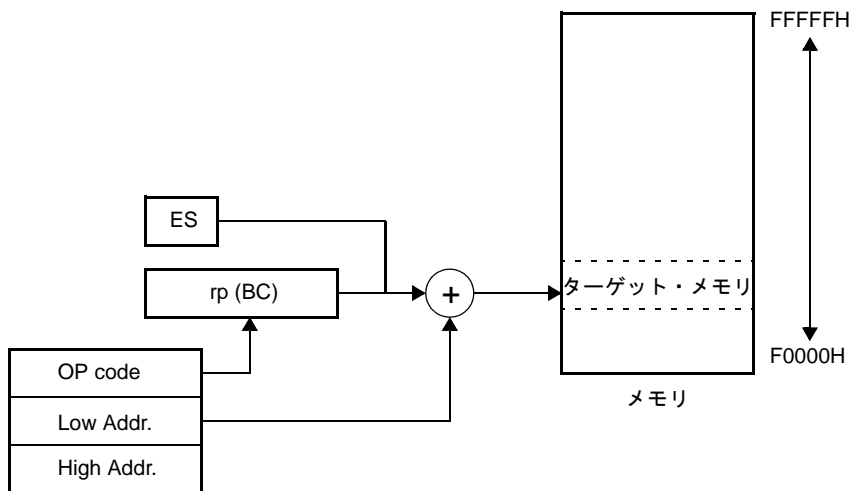 FFFFFH
ES
rp (BC)
+
ターゲット・メモリ
F0000H
OP code
メモリ
Low Addr.
High Addr.